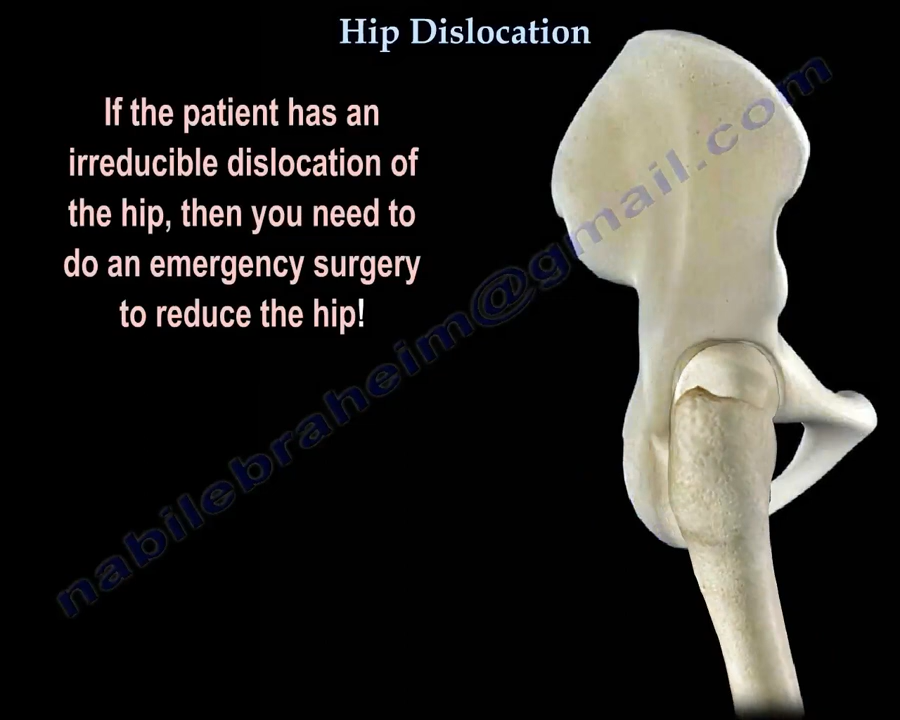 Hip Dislocation
If the patient has an
irreducible dislocation of
the hip, then you need to
do an emergency surgery
to reduce the hip!
nabilebraheim@gmail.com